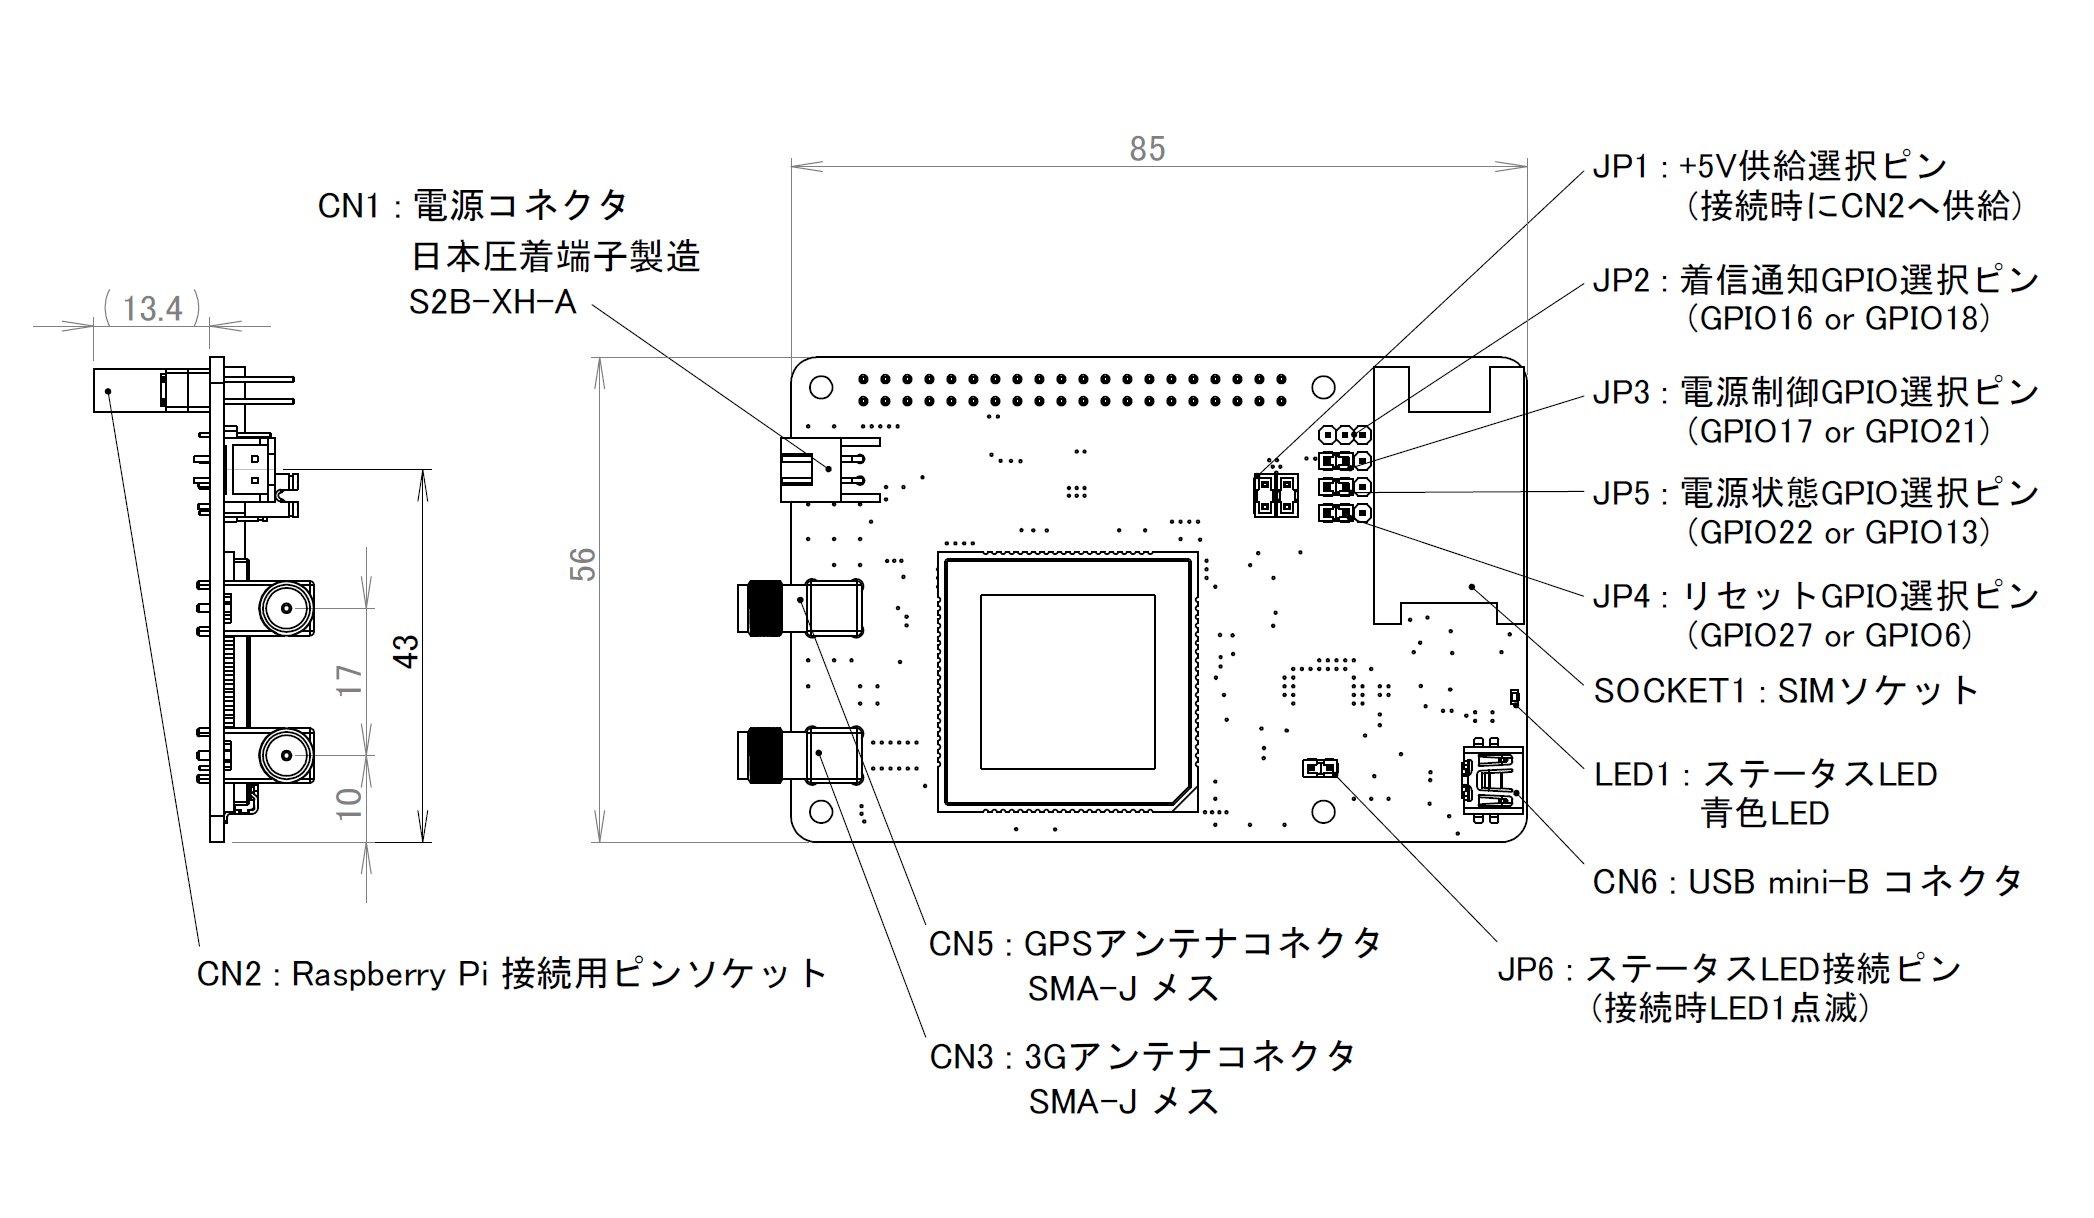 85
CN1 : 電源コネクタ
日本圧着端子製造
S2B-XH-A
(13.4)
56
43
17
10
JP1 : +5V供給選択ピン
(接続時にCN2へ供給)
JP2 : 着信通知GPIO選択ピン
(GPIO16 or GPIO18)
JP3 : 電源制御GPIO選択ピン
(GPIO17 or GPIO21)
JP5 : 電源状態GPIO選択ピン
(GPIO22 or GPIO13)
JP4 : リセットGPIO選択ピン
(GPIO27 or GPIO6)
SOCKET1 : SIMソケット
LED1 : ステータスLED
青色LED
CN6 : USB mini-B コネクタ
JP6 : ステータスLED接続ピン
(接続時LED1点滅)
CN5 : GPSアンテナコネクタ
SMA-J メス
CN3 : 3Gアンテナコネクタ
SMA-J メス
CN2 : Raspberry Pi 接続用ピンソケット